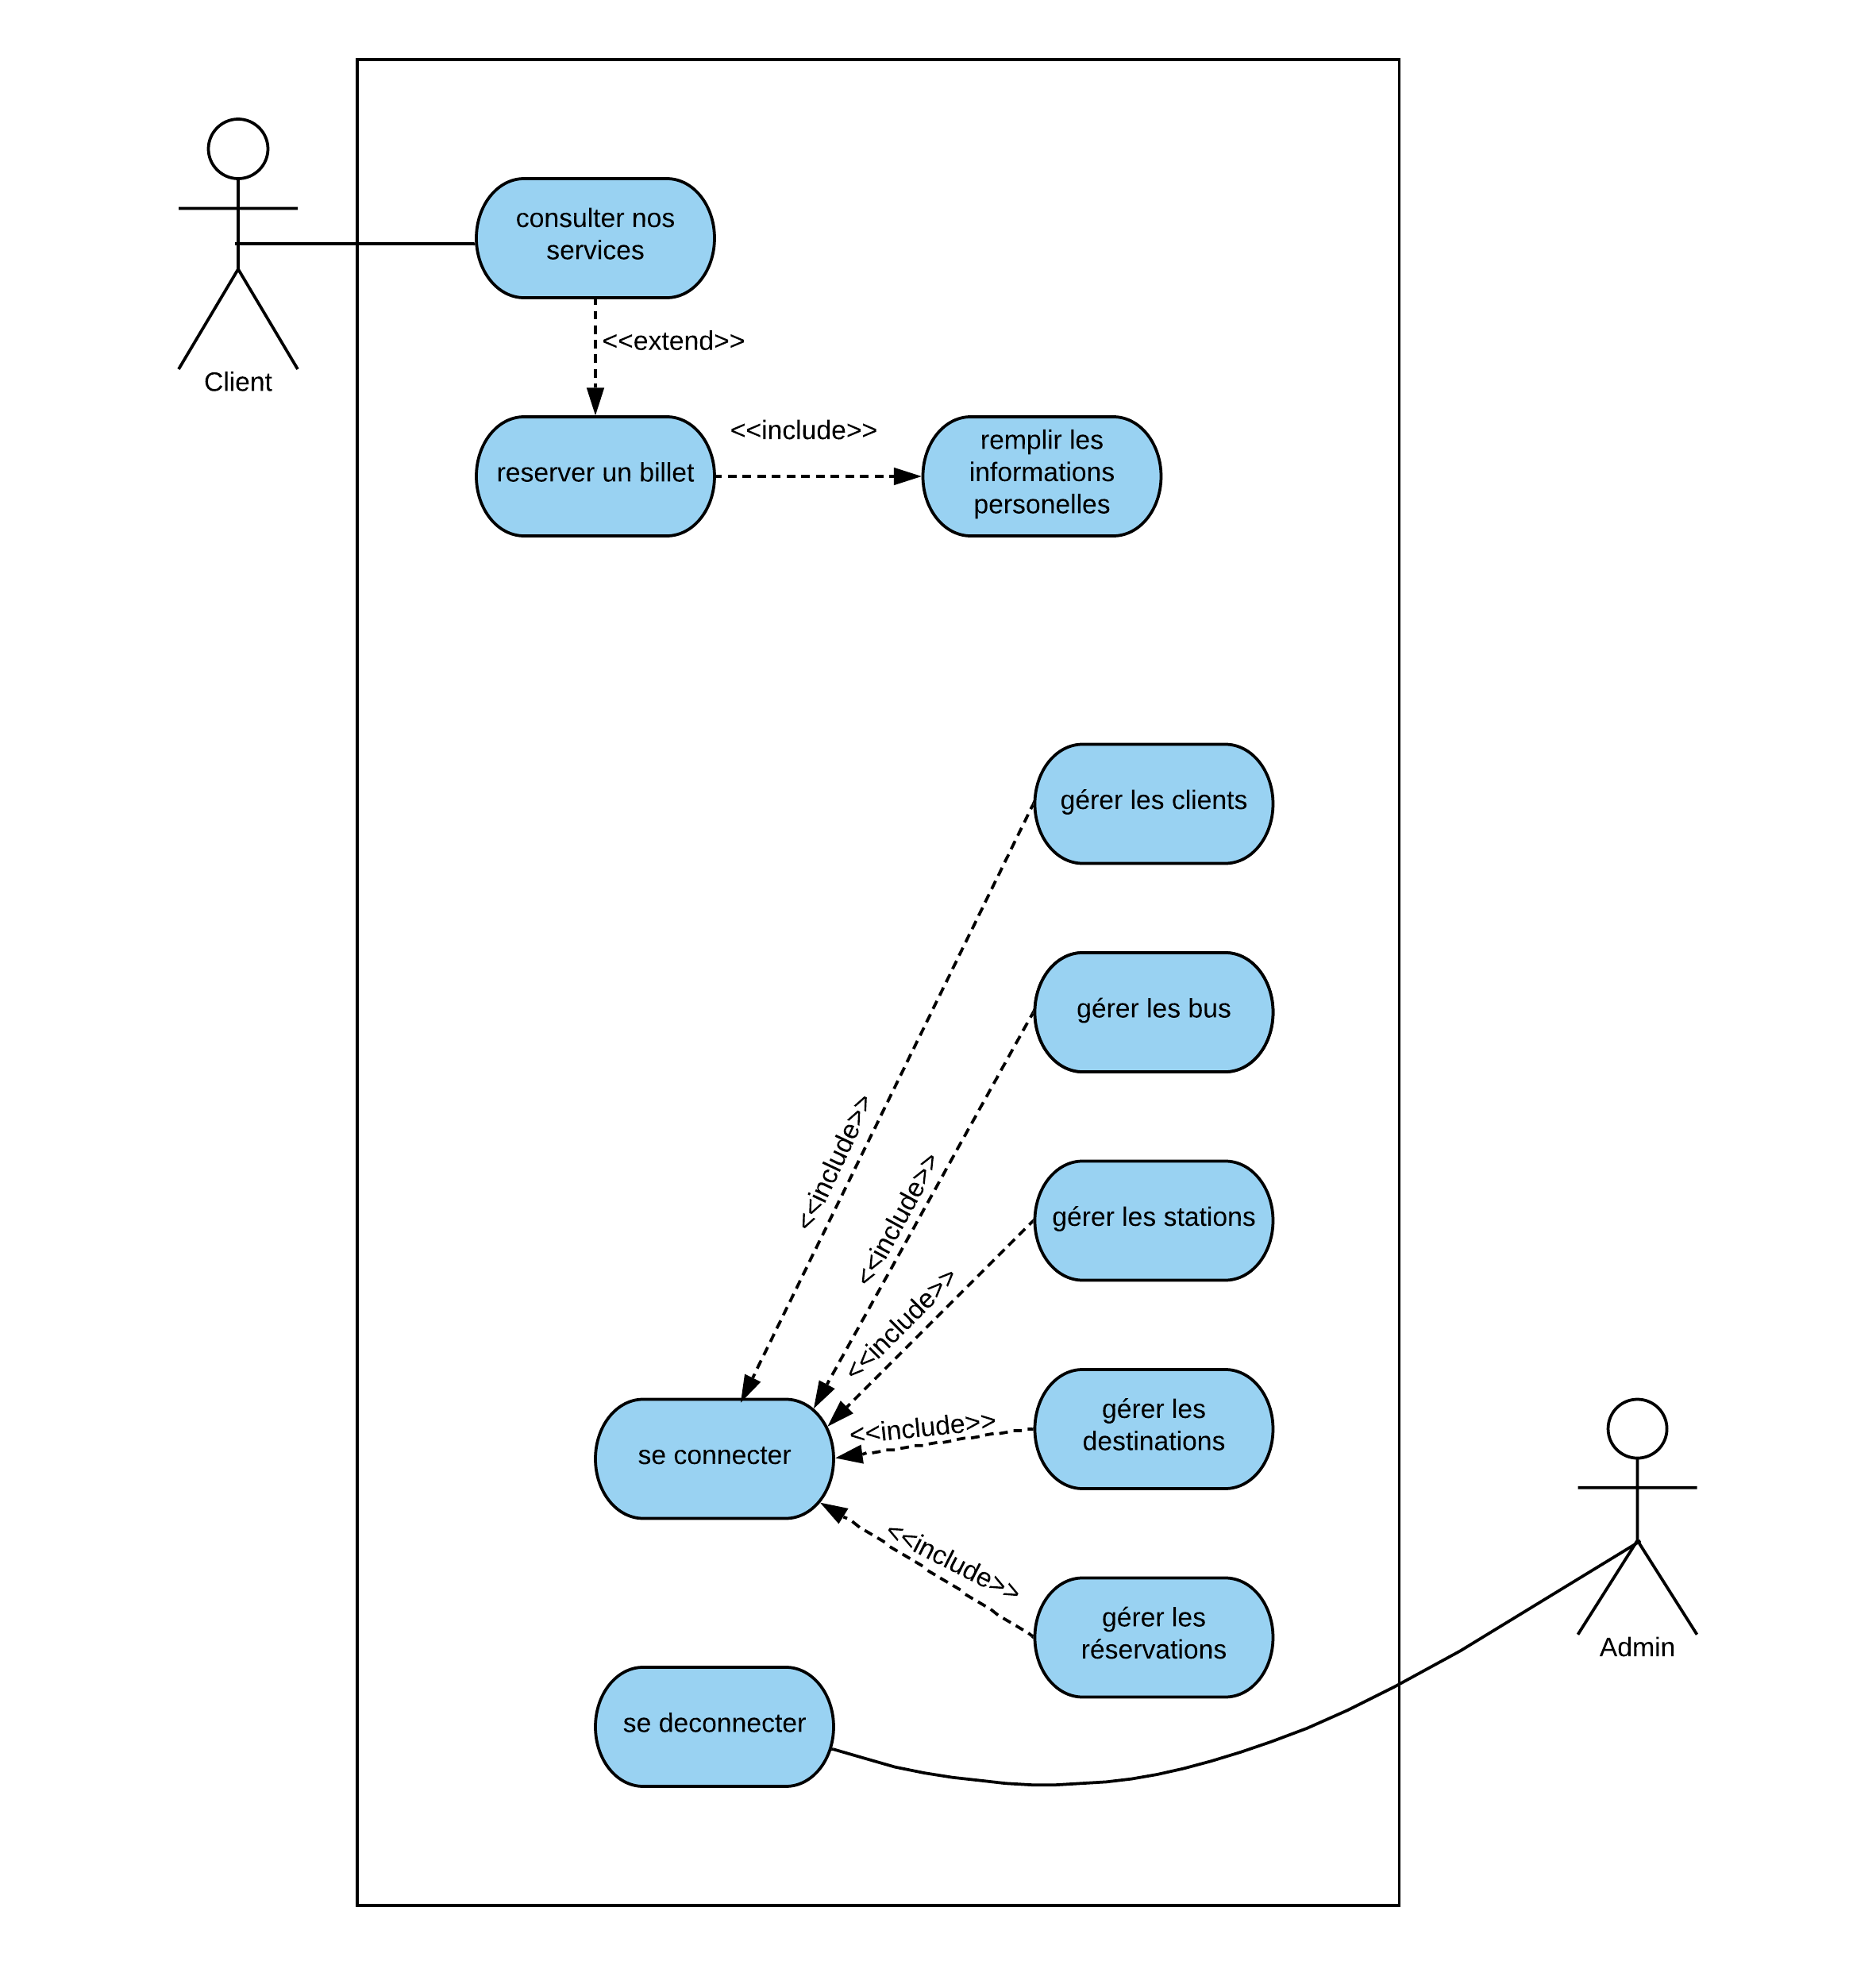 consulter nos
services
Client
<<extend>>
<<include>>
reserver un billet
remplir les
informations
personelles
gérer les clients
gérer les bus
<<include>>
<<include>>
gérer les stations
<<include>>
gérer les
destinations
<<include>>
se connecter
<<include>>
gérer les
réservations
Admin
se deconnecter